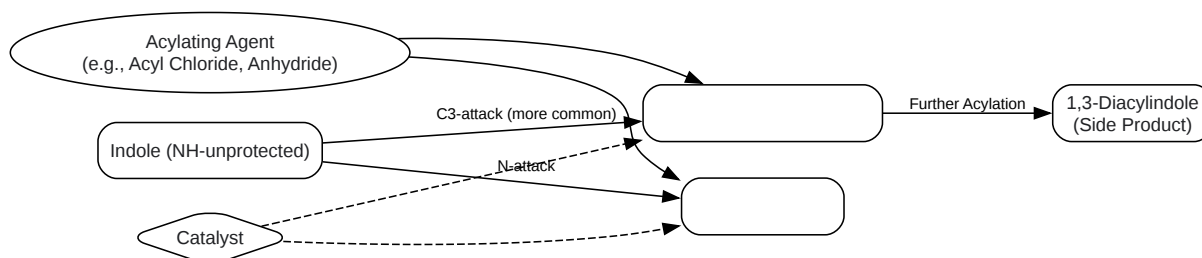 Acylating Agent
(e.g., Acyl Chloride, Anhydride)
C3-attack (more common)
Further Acylation
1,3-Diacylindole
(Side Product)
Indole (NH-unprotected)
N-attack
Catalyst